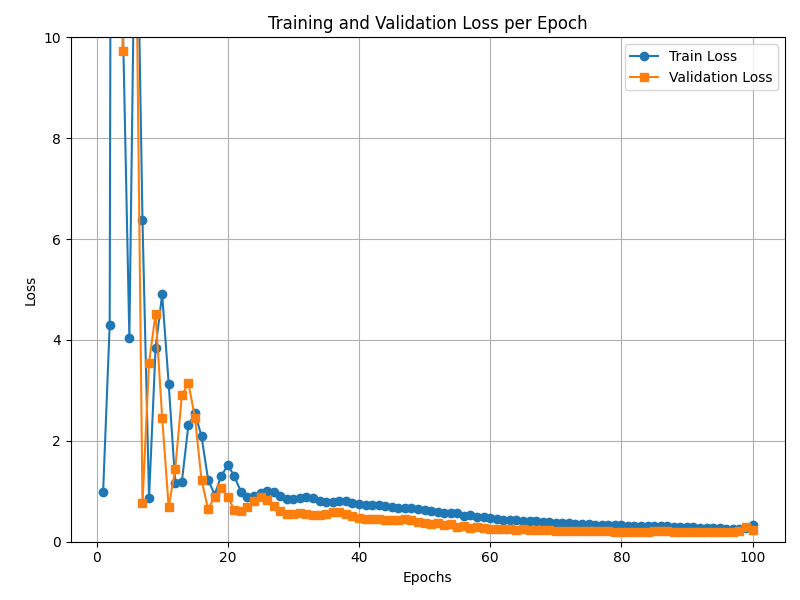 Training and Validation Loss per Epoch
Train Loss
Validation Loss
Loss
10
8
6
4
2
0
0 20 40 60 80 100
Epochs